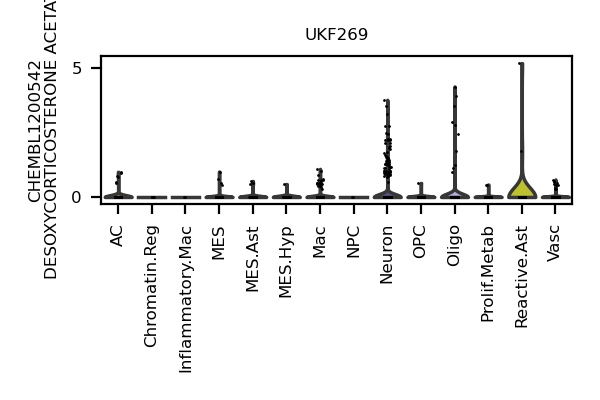 UKF269
CHEMBL1200542
DESOXYCORTICOSTERONE ACETA
5
0
AC
Chromatin.Reg
Inflammatory.Mac
MES
MES.Ast
MES.Hyp
Mac
NPC
Neuron
OPC
Oligo
Prolif.Metab
Reactive.Ast
Vasc